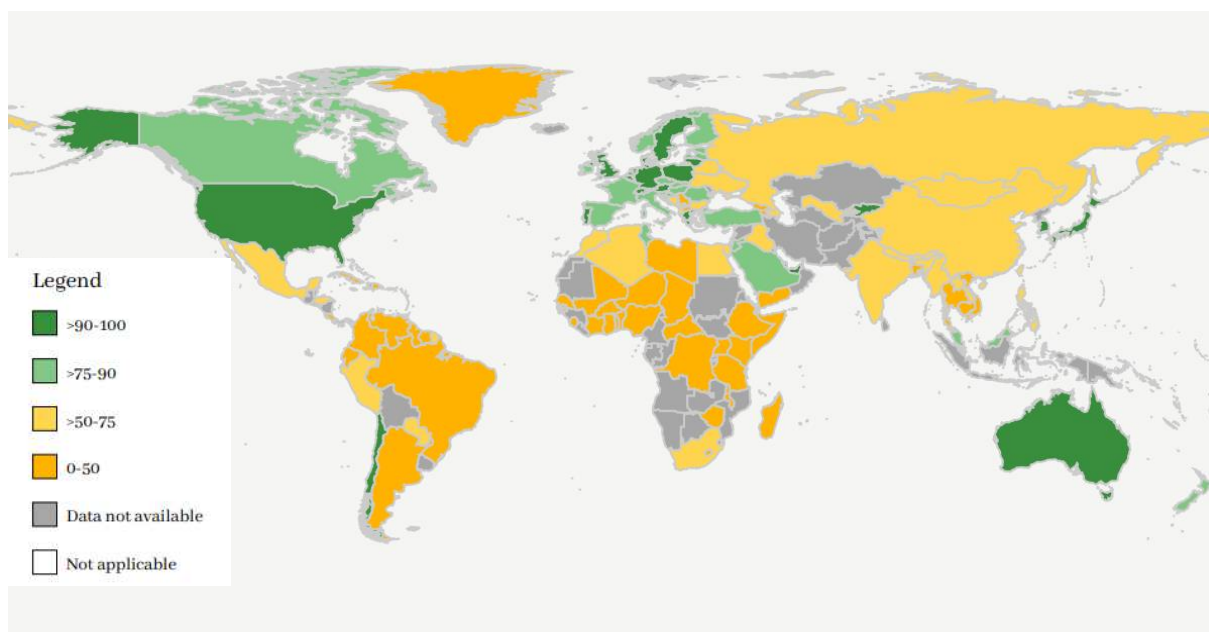 Legend
>90-100
>75-90
>50-75
0-50
Data not available
Not applicable